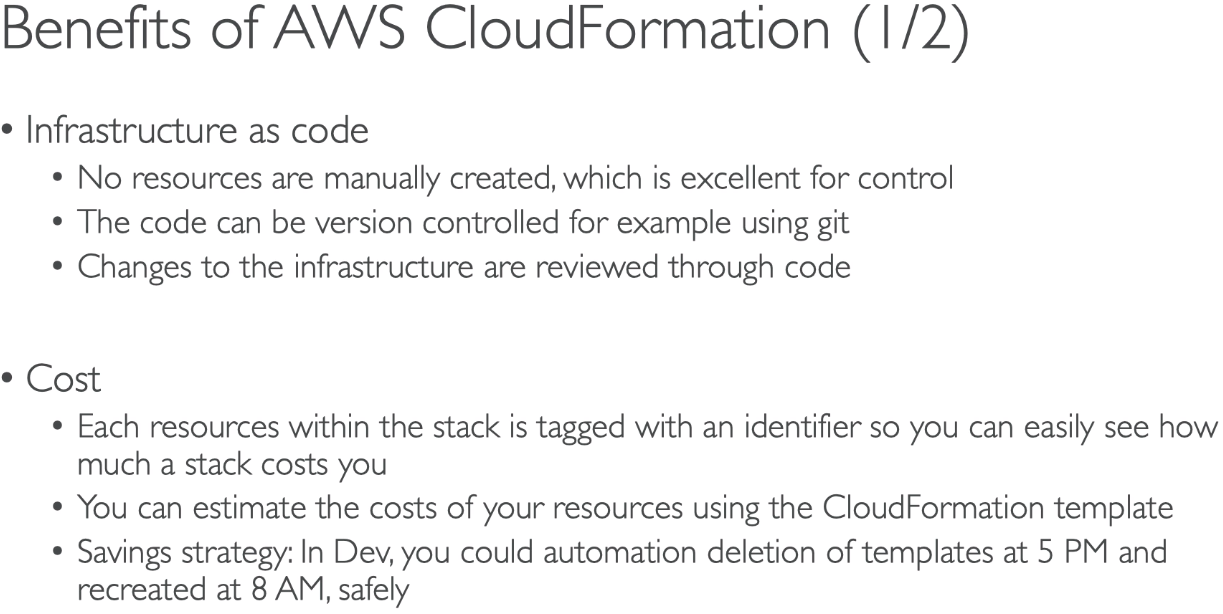 Benefits of AWS CloudFormation (1/2)
• Infrastructure as code
• No resources are manually created, which is excellent for control
• The code can be version controlled for example using git
• Changes to the infrastructure are reviewed through code
• Cost
• Each resources within the stack is tagged with an identifier so you can easily see how
much a stack costs you
• You can estimate the costs of your resources using the CloudFormation template
• Savings strategy: In Dev, you could automation deletion of templates at 5 PM and
recreated at 8 AM, safely